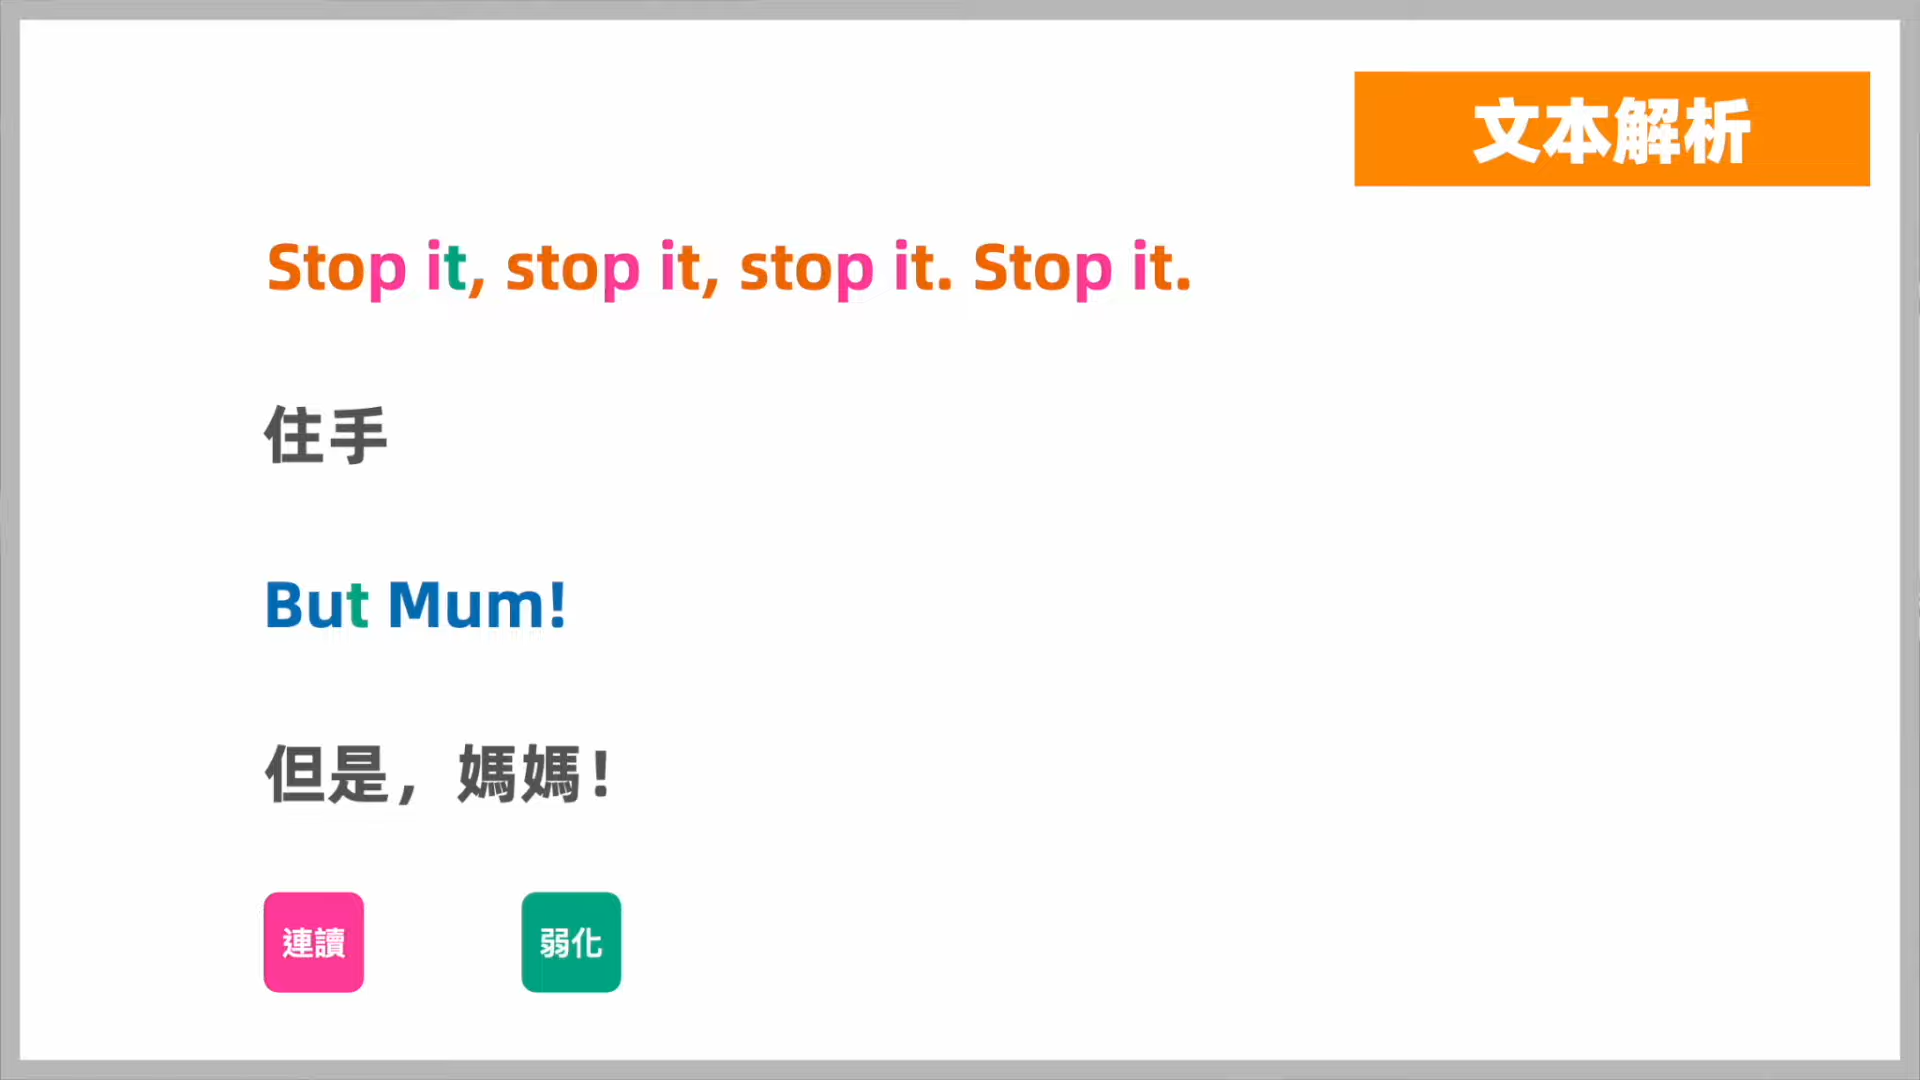 文本解析
Stop it, stop it, stop it. Stop it.
住手
But Mum!
但是，媽媽！
連讀
弱化